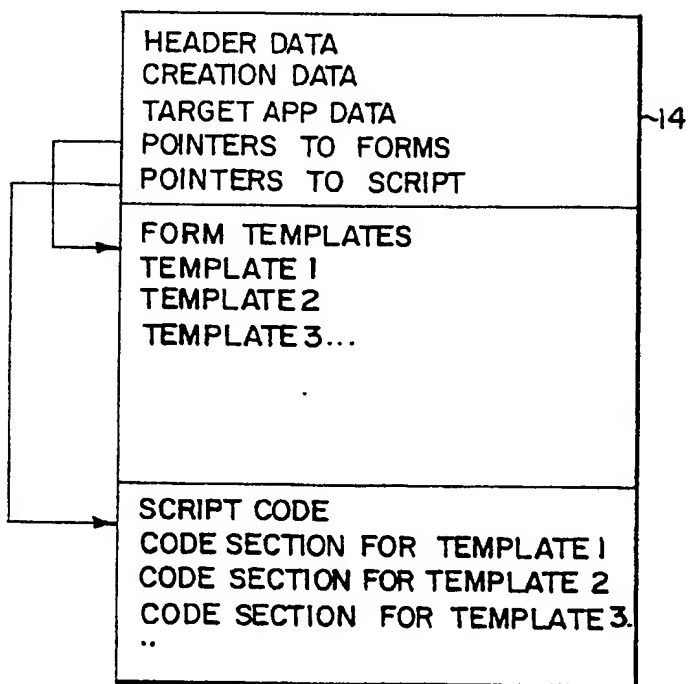 HEADER DATA
CREATION DATA
TARGET APP DATA
POINTERS TO FORMS
POINTERS TO SCRIPT
14
FORM TEMPLATES
TEMPLATE 1
TEMPLATE 2
TEMPLATE 3...
SCRIPT CODE
CODE SECTION FOR TEMPLATE 1
CODE SECTION FOR TEMPLATE 2
CODE SECTION FOR TEMPLATE 3.
..